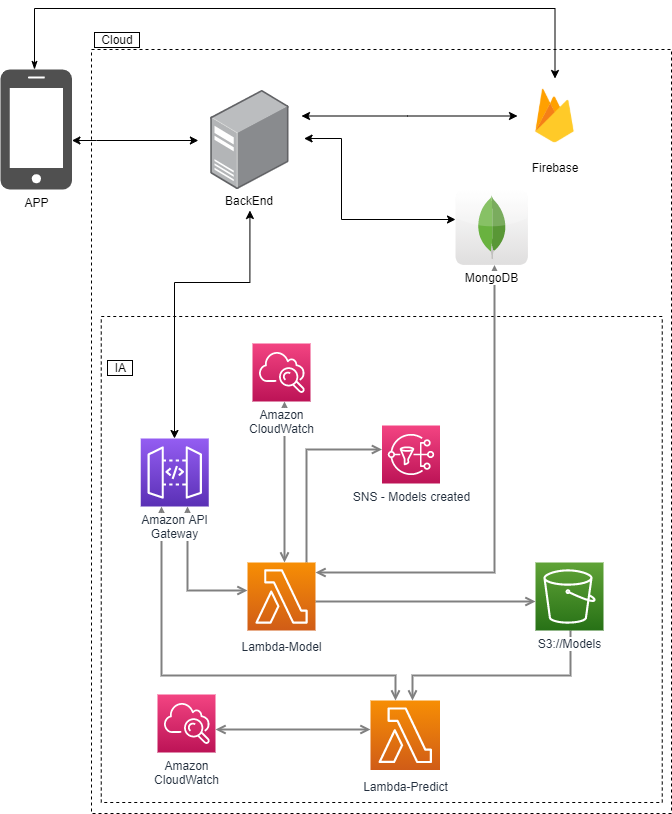 Cloud
APP
BackEnd
Firebase
MongoDB
IA
Amazon
CloudWatch
SNS - Models created
</>
Amazon API
Gateway
Lambda-Model
S3://Models
Amazon
CloudWatch
Lambda-Predict